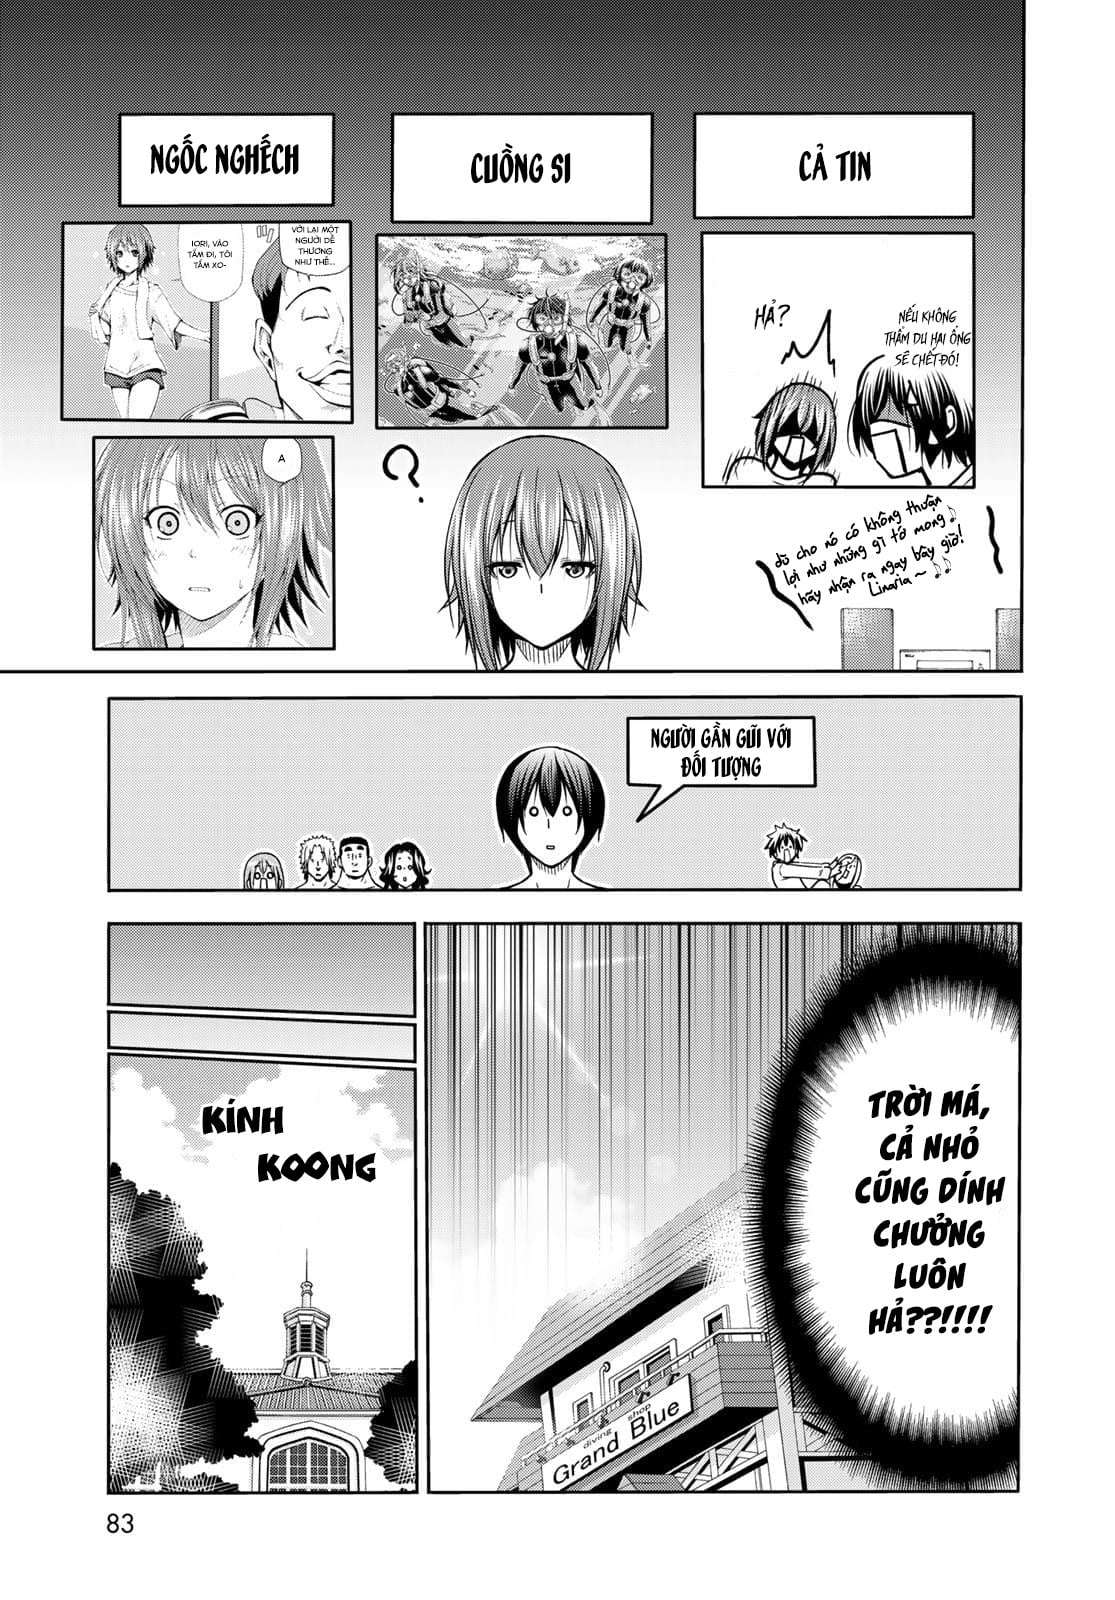 CẢ TIN
CUỒNG SI
NGỐC NGHẾCH
HẢ?
NẾU KHÔNG
THẨM DU HAI ÔNG
SẼ CHẾT ĐÓ!
VỚI LẠI MỘT
NGƯỜI DỄ
THƯƠNG
NHƯ THẾ...
IORI, VÀO
TẮM ĐI, TÔI
TẮM XO-
A
?
dù cho nó có không thuận
lợi như những gì tớ mong♪
hãy nhận ra ngay bây giờ!
Linaria~♪♪
NGƯỜI GẦN GŨI VỚI
ĐỐI TƯỢNG
TRỜI MÁ,
CẢ NHỎ
CŨNG DÍNH
CHƯỞNG
LUÔN
HẢ??!!!!
diving shop
Grand Blue
KÍNH
KOONG
83